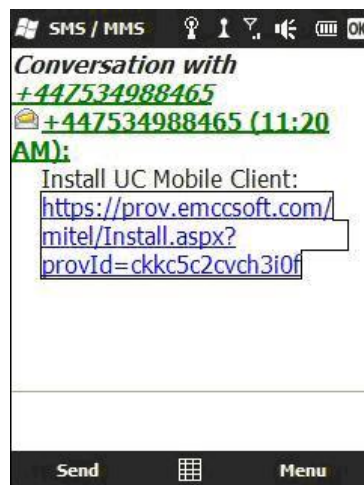 SMS / MMS OK
Conversation with
+447534988465
+447534988465 (11:20
AM):
Install UC Mobile Client:
https://prov.emccsoft.com/
mitel/Install.aspx?
provId=ckkc5c2cvch3i0f
Send Menu